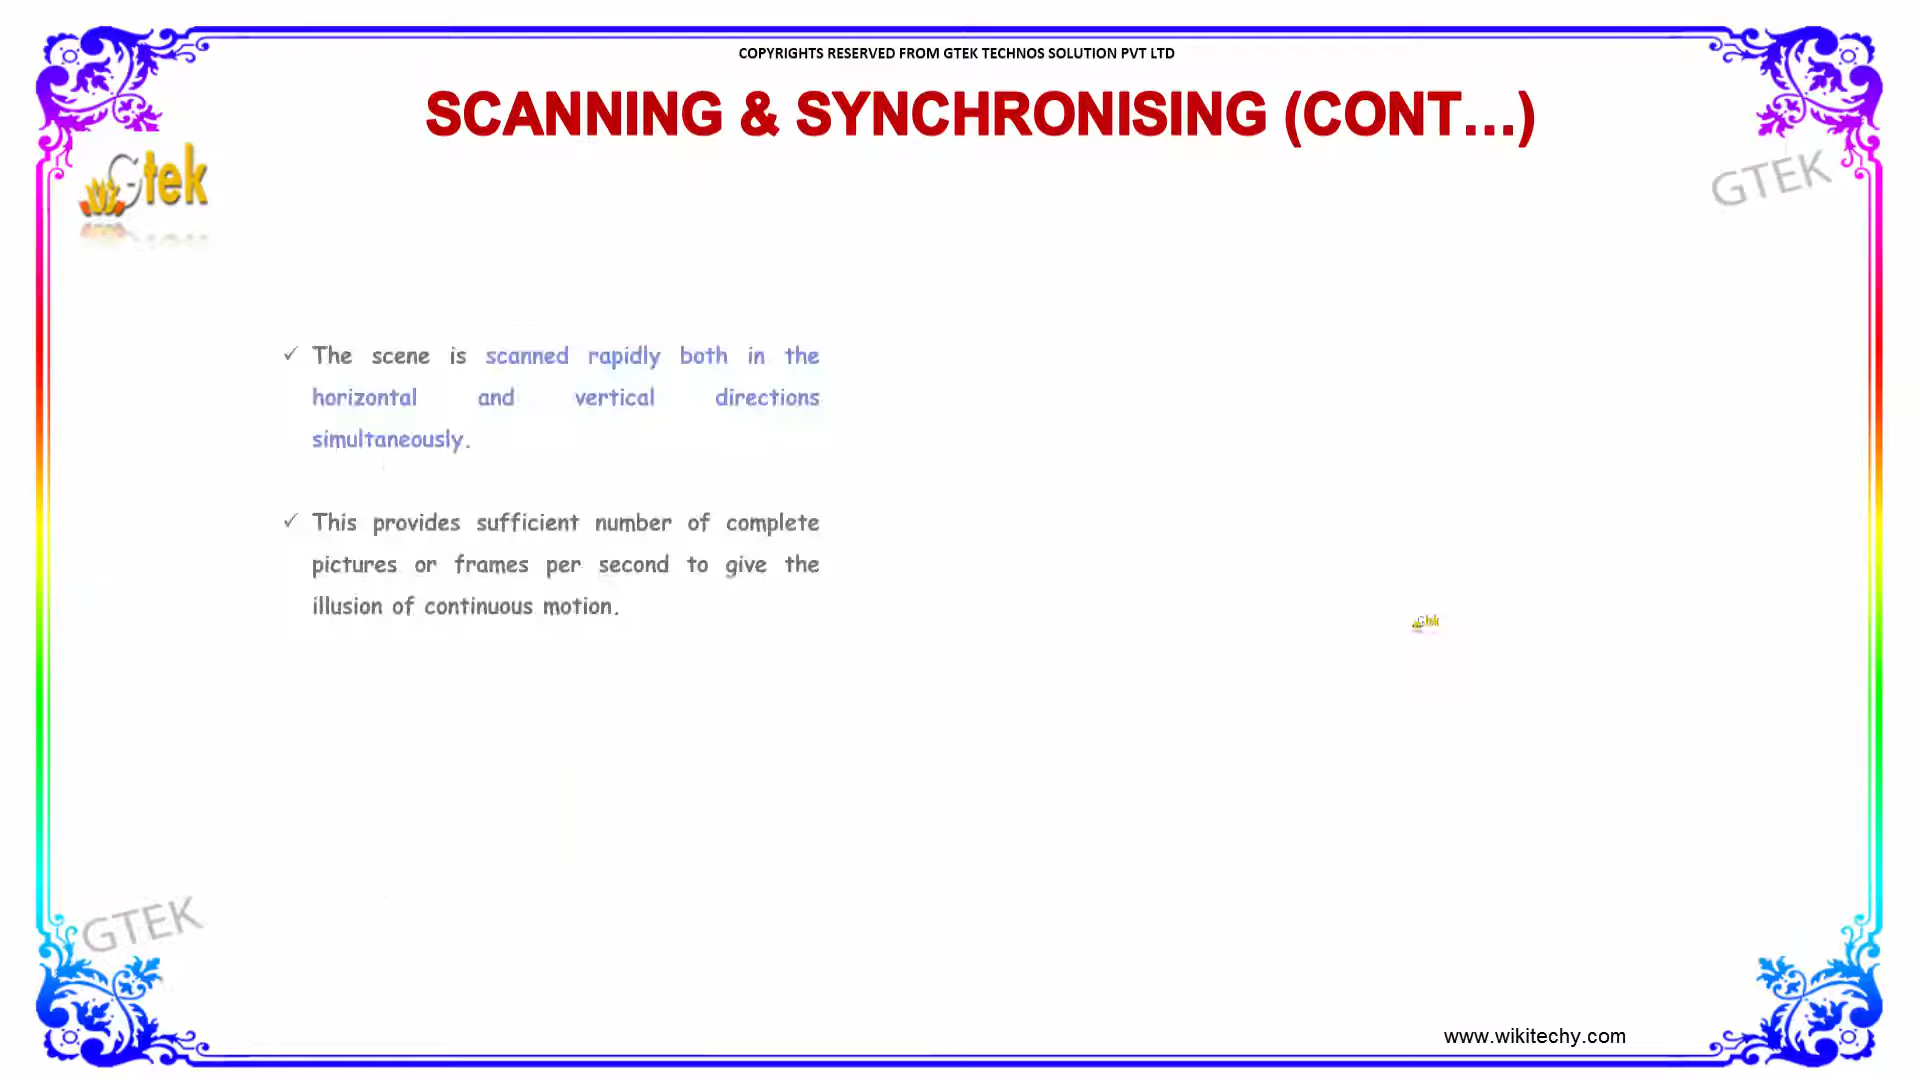 COPYRIGHTS RESERVED FROM GTEK TECHNOS SOLUTION PVT LTD
SCANNING & SYNCHRONISING (CONT...)
Gtek
GTEK
✓ The scene is scanned rapidly both in the
horizontal and vertical directions
simultaneously.
✓ This provides sufficient number of complete
pictures or frames per second to give the
illusion of continuous motion.
Gtek
GTEK
www.wikitechy.com